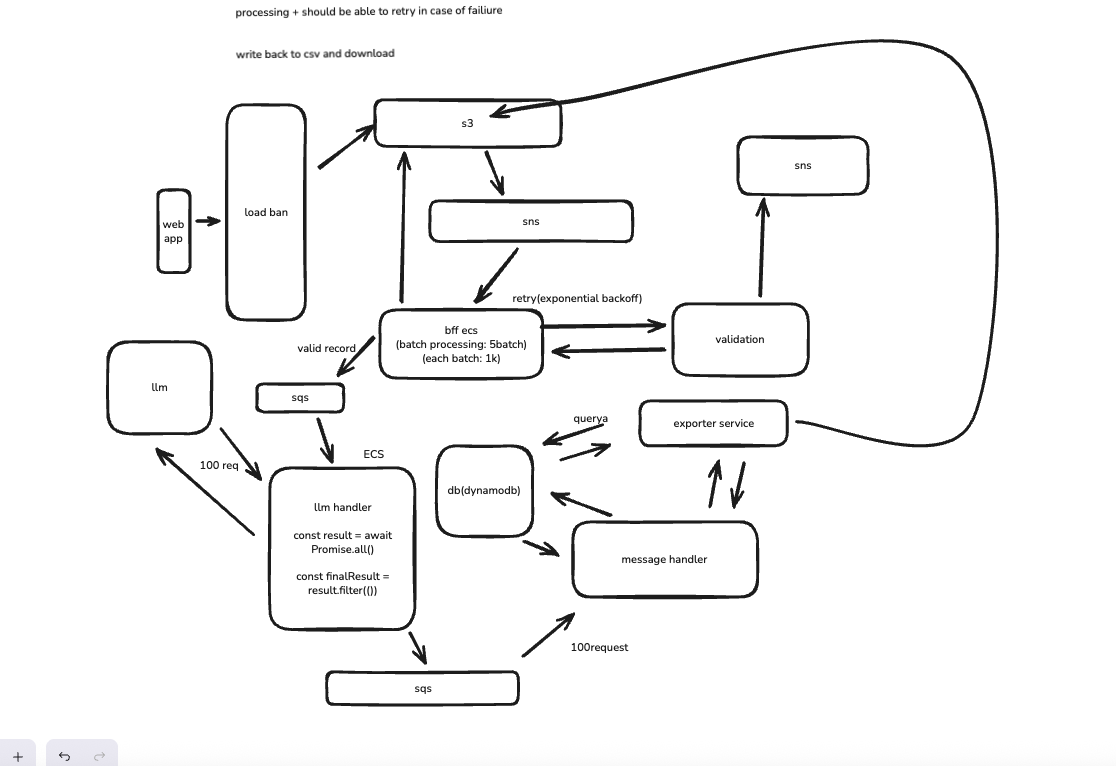 processing + should be able to retry in case of failiure
write back to csv and download
s3
sns
load ban
sns
web
app
retry(exponential backoff)
bff ecs
(batch processing: 5batch)
(each batch: 1k)
validation
valid record
llm
sqs
querya
exporter service
ECS
100 req
db(dynamodb)
llm handler
const result = await
Promise.all()
const finalResult =
result.filter(())
message handler
100request
sqs